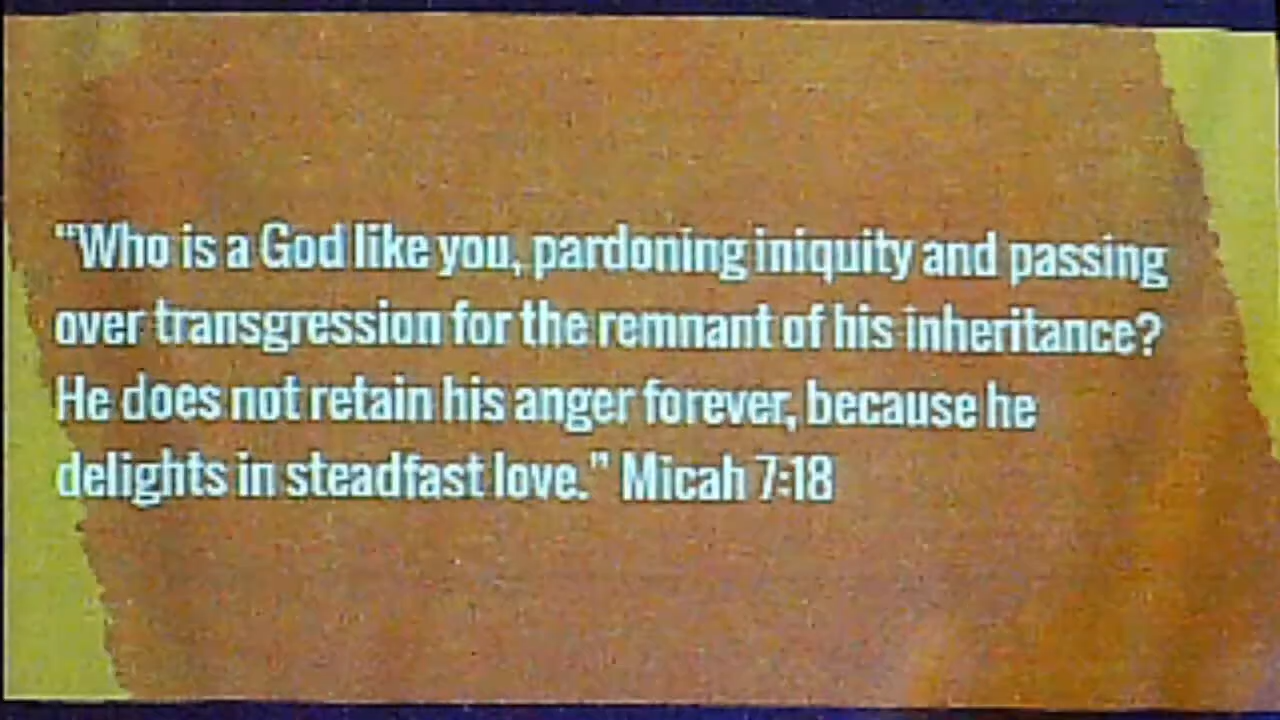 “Who is a God like you, pardoning iniquity and passing
over transgression for the remnant of his inheritance?
He does not retain his anger forever, because he
delights in steadfast love.” Micah 7:18